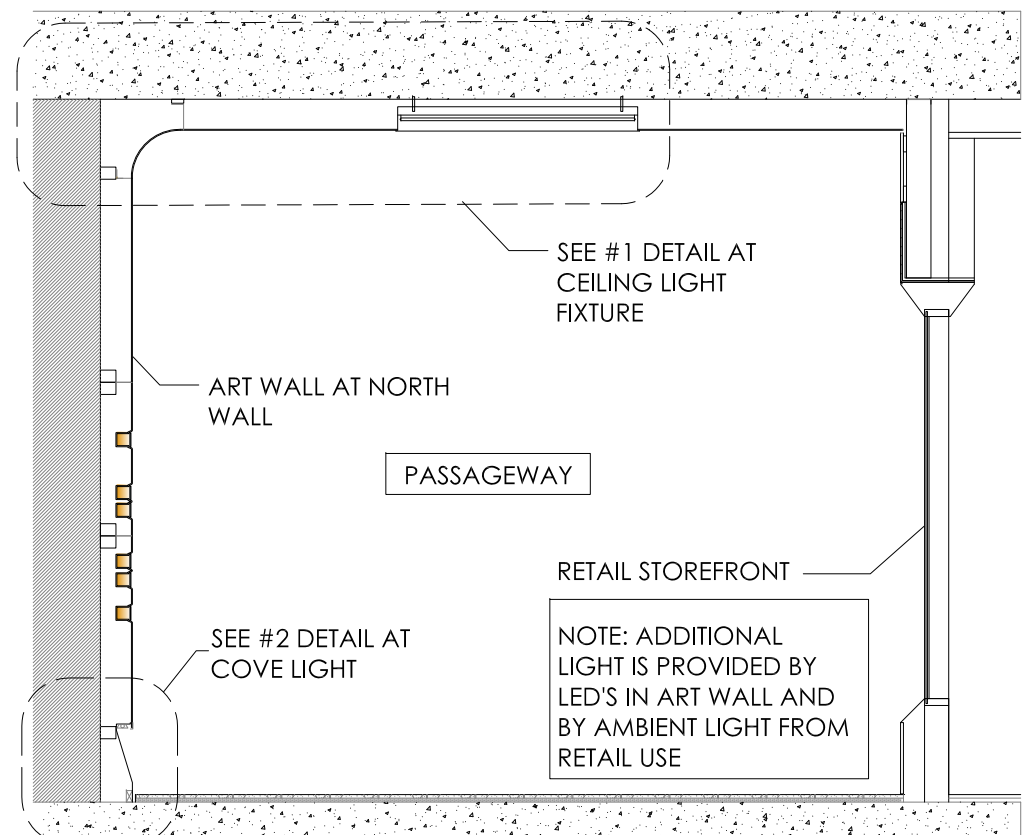 SEE #1 DETAIL AT
CEILING LIGHT
FIXTURE
ART WALL AT NORTH
WALL
PASSAGEWAY
RETAIL STOREFRONT
SEE #2 DETAIL AT
COVE LIGHT
NOTE: ADDITIONAL
LIGHT IS PROVIDED BY
LED'S IN ART WALL AND
BY AMBIENT LIGHT FROM
RETAIL USE